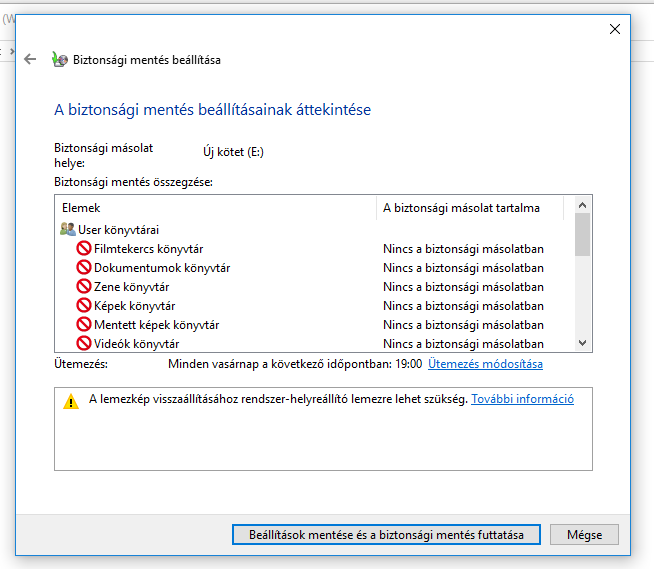 (W
Biztonsági mentés beállítása
A biztonsági mentés beállításainak áttekintése
Biztonsági másolat
helye:
Új kötet (E:)
Biztonsági mentés összegzése:
Elemek A biztonsági másolat tartalma
User könyvtárai
Filmtekercs könyvtár Nincs a biztonsági másolatban
Dokumentumok könyvtár Nincs a biztonsági másolatban
Zene könyvtár Nincs a biztonsági másolatban
Képek könyvtár Nincs a biztonsági másolatban
Mentett képek könyvtár Nincs a biztonsági másolatban
Videók könyvtár Nincs a biztonsági másolatban
Ütemezés: Minden vasárnap a következő időpontban: 19:00 Ütemezés módosítása
A lemezkép visszaállításához rendszer-helyreállító lemezre lehet szükség. További információ
Beállítások mentése és a biztonsági mentés futtatása Mégse